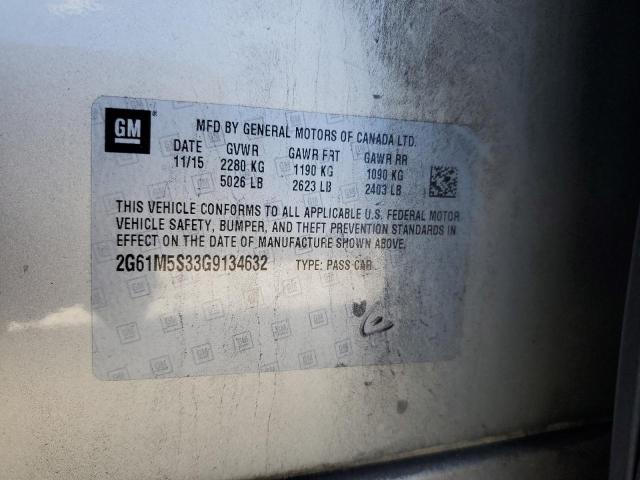 GM
MFD BY GENERAL MOTORS OF CANADA LTD.
DATE GVWR GAWR FRT GAWR RR
11/15 2280 KG 1190 KG 1090 KG
5026 LB 2623 LB 2403 LB
THIS VEHICLE CONFORMS TO ALL APPLICABLE U.S. FEDERAL MOTOR
VEHICLE SAFETY, BUMPER, AND THEFT PREVENTION STANDARDS IN
EFFECT ON THE DATE OF MANUFACTURE SHOWN ABOVE.
2G61M5S33G9134632 TYPE: PASS CAR